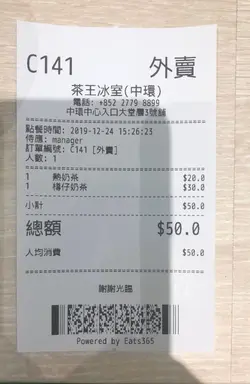 C141 外賣
茶王冰室(中環)
電話: +852 2779 8899
中環中心入口大堂層3號舖
點餐時間: 2019-12-24 15:26:23
侍應: manager
訂單編號: C141 [外賣]
人數: 1
1 熱奶茶 $20.0
1 樽仔奶茶 $30.0
小計 $50.0
總額 $50.0
人均消費 $50.0
謝謝光臨
Powered by Eats365